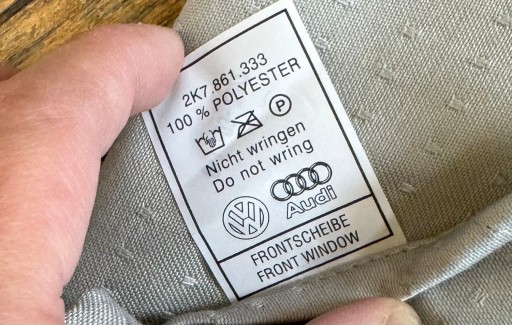 2K7.861.333
100 % POLYESTER
P
Nicht wringen
Do not wring
Audi
FRONTSCHEIBE
FRONT WINDOW